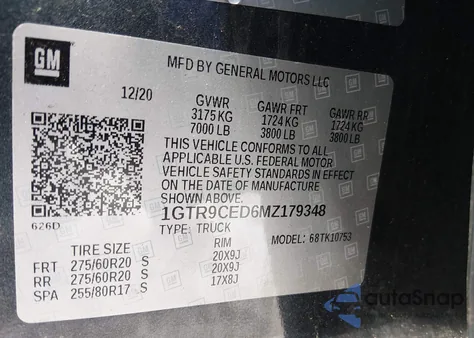 GM
MFD BY GENERAL MOTORS LLC
12/20 GVWR GAWR FRT GAWR RR
3175 KG 1724 KG 1724 KG
7000 LB 3800 LB 3800 LB
THIS VEHICLE CONFORMS TO ALL
APPLICABLE U.S. FEDERAL MOTOR
VEHICLE SAFETY STANDARDS IN EFFECT
ON THE DATE OF MANUFACTURE
SHOWN ABOVE.
1GTR9CED6MZ179348
626D TYPE: TRUCK MODEL: 68TK10753
TIRE SIZE RIM
FRT 275/60R20 S 20X9J
RR 275/60R20 S 20X9J
SPA 255/80R17 S 17X8J
autoSnap